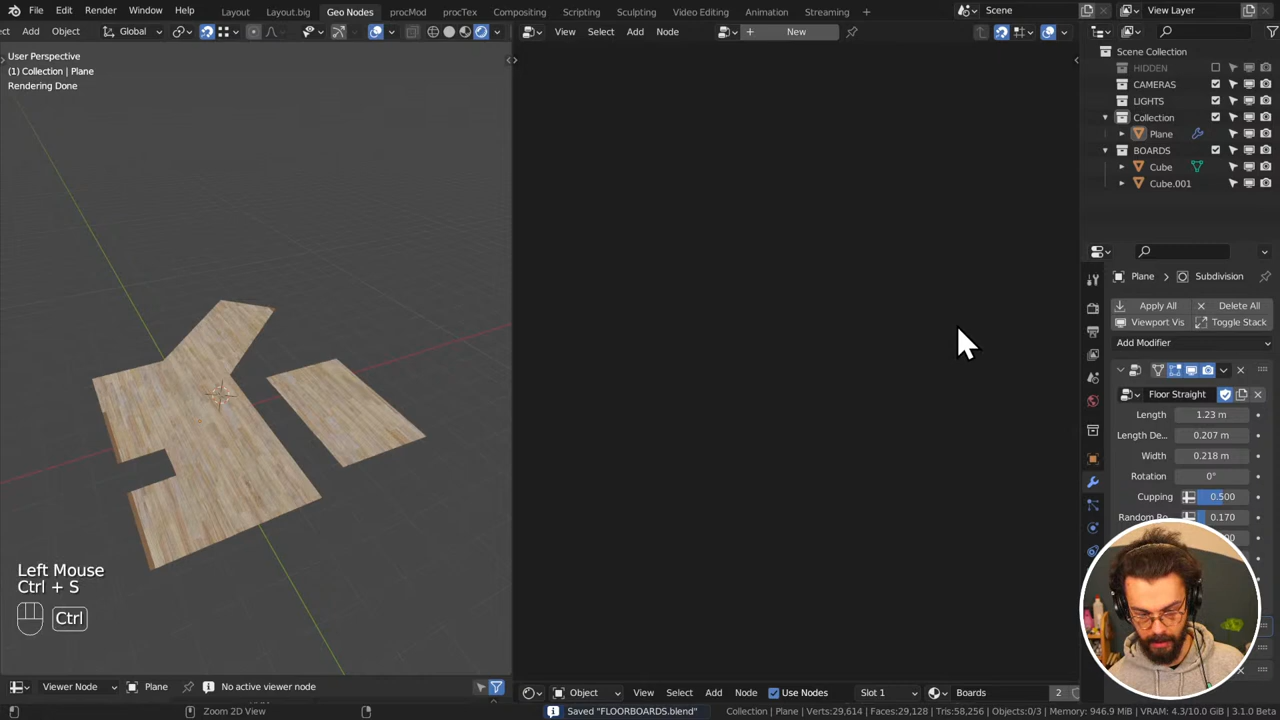 File Edit Render Window Help Layout Layout.big Geo Nodes procMod procTex Compositing Scripting Sculpting Video Editing Animation Streaming + Scene View Layer
Add Object Global View Select Add Node + New
User Perspective
(1) Collection | Plane
Rendering Done
Scene Collection
HIDDEN
CAMERAS
LIGHTS
Collection
Plane
BOARDS
Cube
Cube.001
Plane > Subdivision
Apply All Delete All
Viewport Vis Toggle Stack
Add Modifier
Floor Straight
Length 1.23 m
Length De... 0.207 m
Width 0.218 m
Rotation 0°
Cupping 0.500
0.170
Left Mouse
Ctrl + S
Ctrl
Viewer Node Plane No active viewer node Object View Select Add Node Use Nodes Slot 1 Boards 2
Zoom 2D View Saved "FLOORBOARDS.blend" Collection | Plane | Verts:29,614 | Faces:29,128 | Tris:58,256 | Objects:0/3 | Memory: 946.9 MiB | VRAM: 4.3/10.0 GiB | 3.1.0 Beta